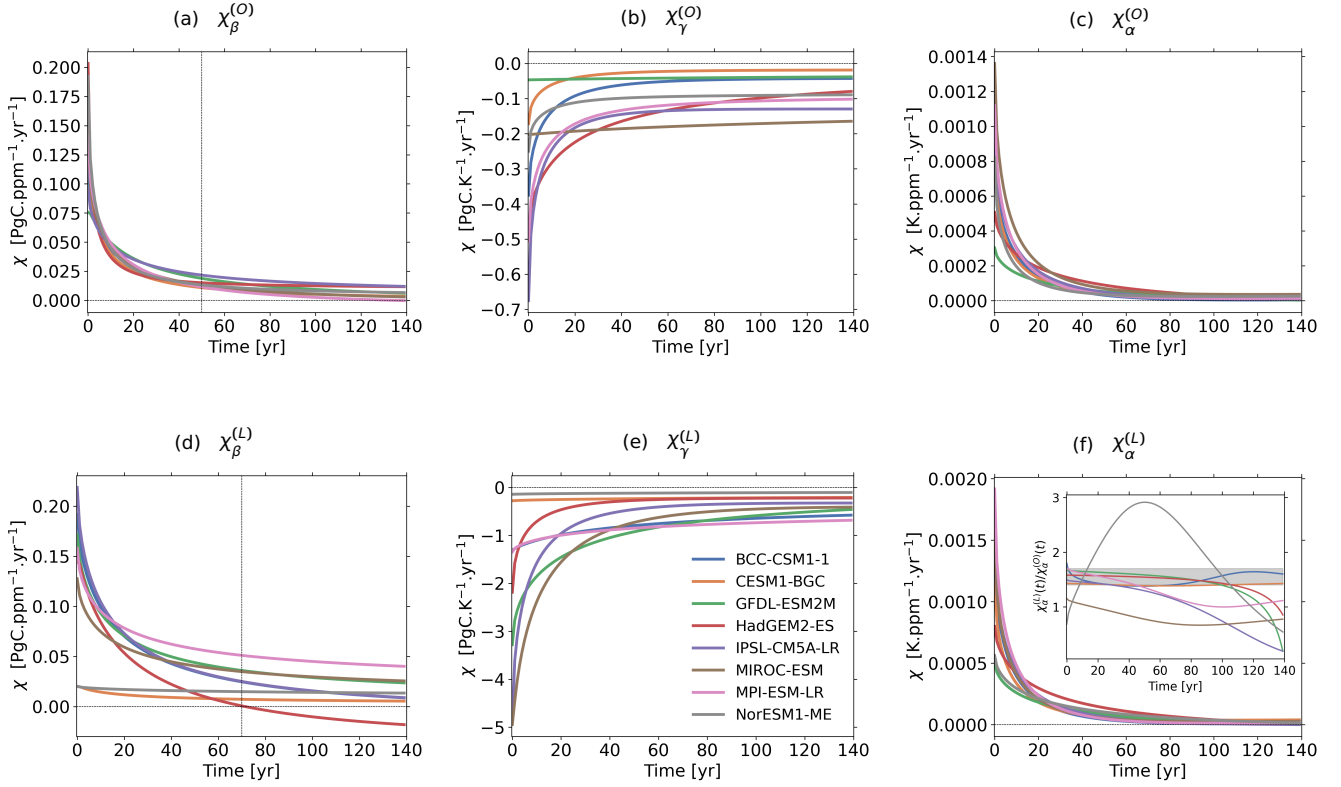 (a) χβ(O)
0.200
0.175
0.150
0.125
0.100
0.075
0.050
0.025
0.000
χ [PgC.ppm⁻¹.yr⁻¹]
0 20 40 60 80 100 120 140
Time [yr]
(b) χγ(O)
0.0
−0.1
−0.2
−0.3
−0.4
−0.5
−0.6
−0.7
χ [PgC.K⁻¹.yr⁻¹]
0 20 40 60 80 100 120 140
Time [yr]
(c) χα(O)
0.0014
0.0012
0.0010
0.0008
0.0006
0.0004
0.0002
0.0000
χ [K.ppm⁻¹.yr⁻¹]
0 20 40 60 80 100 120 140
Time [yr]
(d) χβ(L)
0.20
0.15
0.10
0.05
0.00
χ [PgC.ppm⁻¹.yr⁻¹]
0 20 40 60 80 100 120 140
Time [yr]
(e) χγ(L)
0
−1
−2
−3
−4
−5
χ [PgC.K⁻¹.yr⁻¹]
BCC-CSM1-1
CESM1-BGC
GFDL-ESM2M
HadGEM2-ES
IPSL-CM5A-LR
MIROC-ESM
MPI-ESM-LR
NorESM1-ME
0 20 40 60 80 100 120 140
Time [yr]
(f) χα(L)
0.0020
0.0015
0.0010
0.0005
0.0000
χ [K.ppm⁻¹.yr⁻¹]
3
2
1
χα(L)(t)/χα(O)(t)
0 20 40 60 80 100 120 140
Time [yr]
0 20 40 60 80 100 120 140
Time [yr]